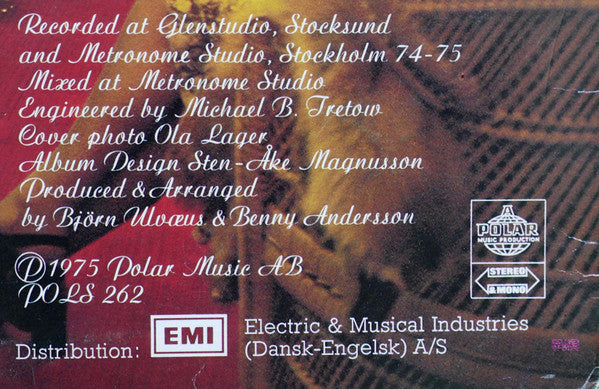 Recorded at Glenstudio, Stocksund
and Metronome Studio, Stockholm 74-75
Mixed at Metronome Studio
Engineered by Michael B. Tretow
Cover photo Ola Lager
Album Design Sten-Åke Magnusson
Produced & Arranged
by Björn Ulvæus & Benny Andersson
Ⓟ 1975 Polar Music AB
POLS 262
A
POLAR
MUSIC PRODUCTION
STEREO
& MONO
Distribution: EMI Electric & Musical Industries
(Dansk-Engelsk) A/S